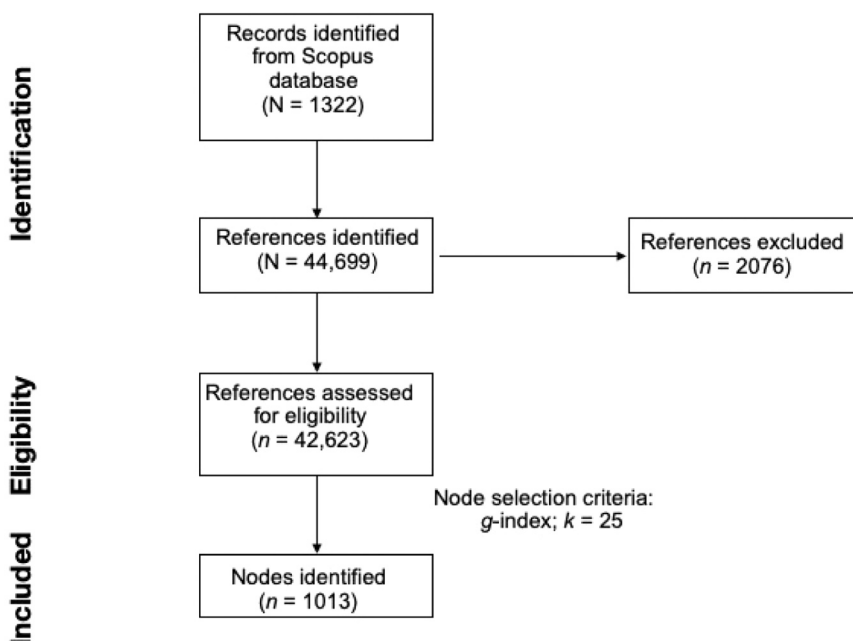 Identification
Records identified
from Scopus
database
(N = 1322)
References identified
(N = 44,699)
References excluded
(n = 2076)
Eligibility
References assessed
for eligibility
(n = 42,623)
Node selection criteria:
g-index; k = 25
Included
Nodes identified
(n = 1013)